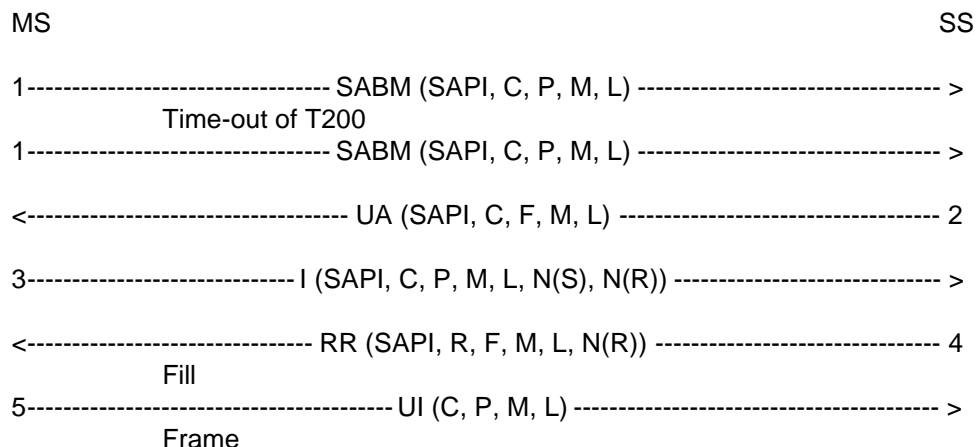 MS SS
1---------------------------------- SABM (SAPI, C, P, M, L) ---------------------------------- >
Time-out of T200
1---------------------------------- SABM (SAPI, C, P, M, L) ---------------------------------- >
<------------------------------------ UA (SAPI, C, F, M, L) ------------------------------------ 2
3------------------------------ I (SAPI, C, P, M, L, N(S), N(R)) ------------------------------ >
<-------------------------------- RR (SAPI, R, F, M, L, N(R)) -------------------------------- 4
Fill
5----------------------------------------- UI (C, P, M, L) ----------------------------------------- >
Frame